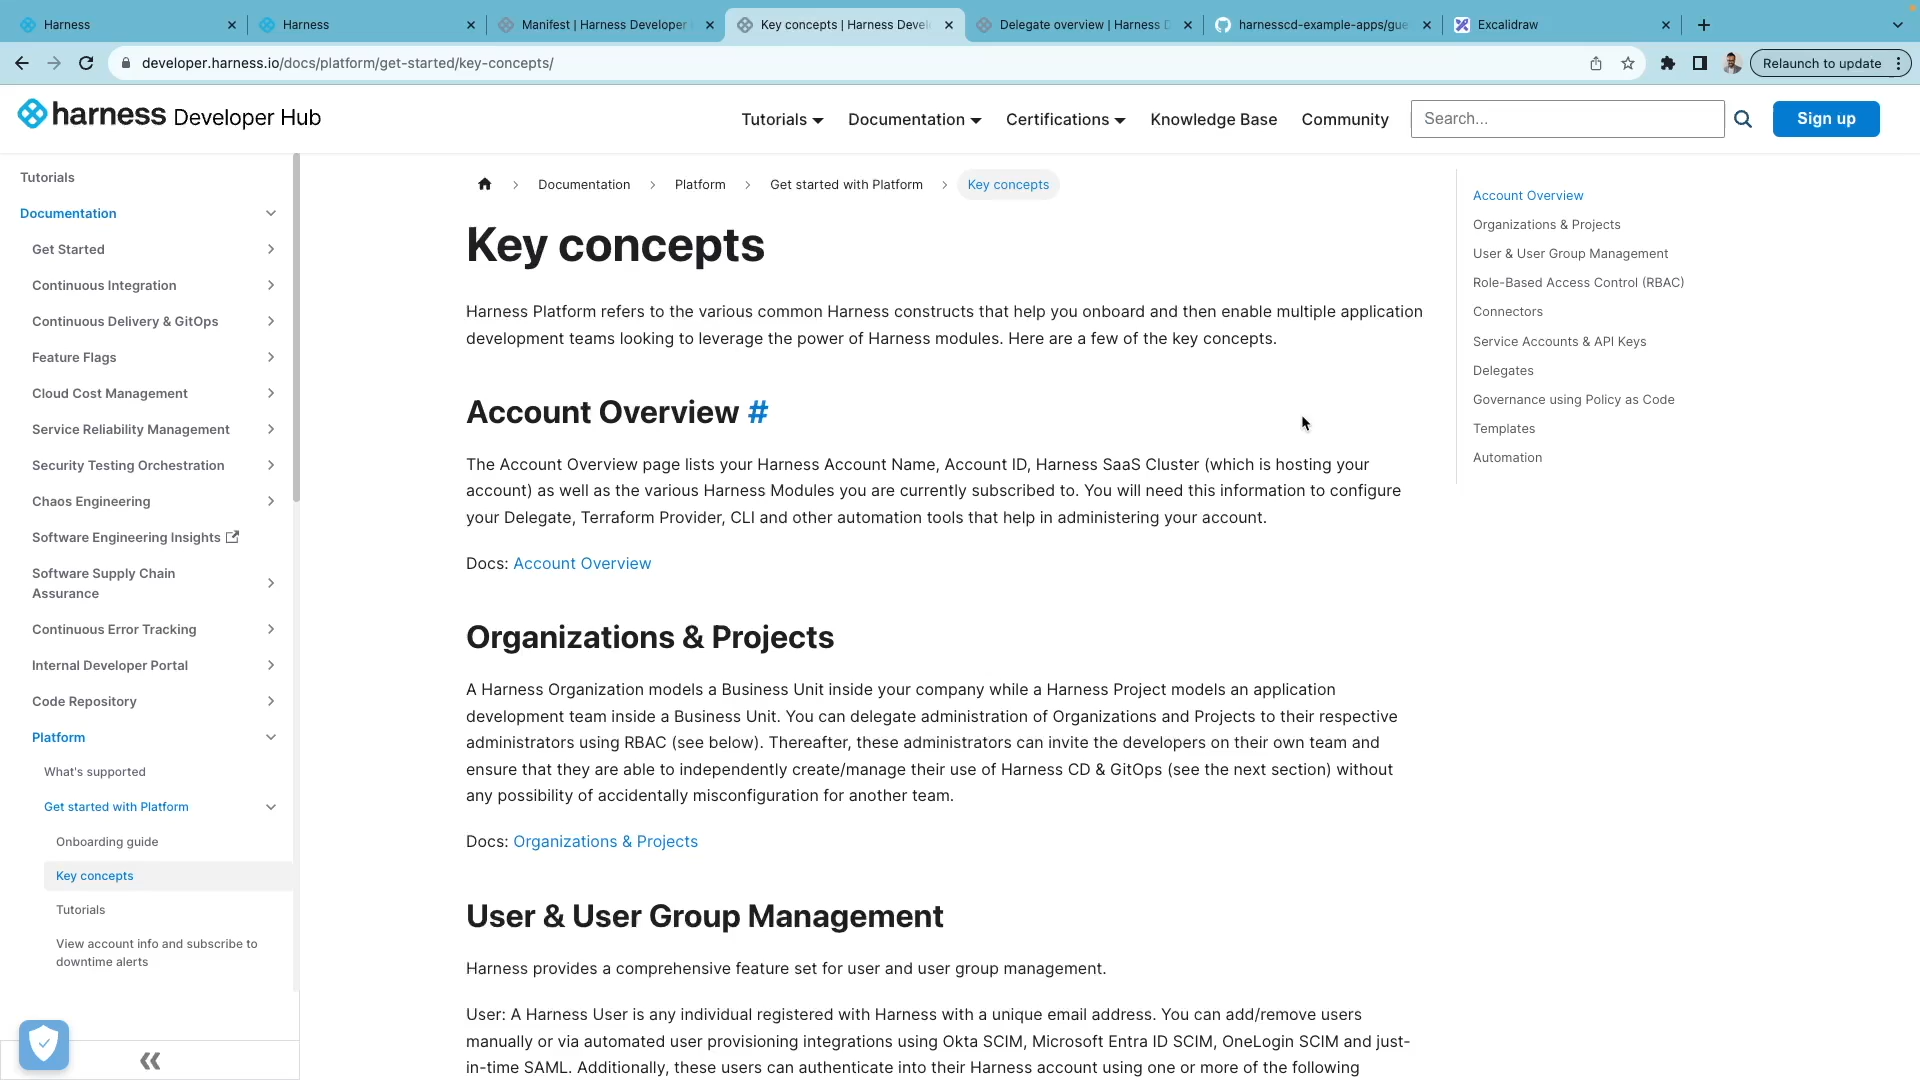 Harness
Harness
Manifest | Harness Developer
Key concepts | Harness Devel
Delegate overview | Harness D
harnesscd-example-apps/gue
Excalidraw
developer.harness.io/docs/platform/get-started/key-concepts/
Relaunch to update
harness Developer Hub
Tutorials
Documentation
Certifications
Knowledge Base
Community
Search...
Sign up
Tutorials
Documentation
Get Started
Continuous Integration
Continuous Delivery & GitOps
Feature Flags
Cloud Cost Management
Service Reliability Management
Security Testing Orchestration
Chaos Engineering
Software Engineering Insights
Software Supply Chain
Assurance
Continuous Error Tracking
Internal Developer Portal
Code Repository
Platform
What's supported
Get started with Platform
Onboarding guide
Key concepts
Tutorials
View account info and subscribe to
downtime alerts
Documentation
Platform
Get started with Platform
Key concepts
Key concepts
Harness Platform refers to the various common Harness constructs that help you onboard and then enable multiple application
development teams looking to leverage the power of Harness modules. Here are a few of the key concepts.
Account Overview #
The Account Overview page lists your Harness Account Name, Account ID, Harness SaaS Cluster (which is hosting your
account) as well as the various Harness Modules you are currently subscribed to. You will need this information to configure
your Delegate, Terraform Provider, CLI and other automation tools that help in administering your account.
Docs: Account Overview
Organizations & Projects
A Harness Organization models a Business Unit inside your company while a Harness Project models an application
development team inside a Business Unit. You can delegate administration of Organizations and Projects to their respective
administrators using RBAC (see below). Thereafter, these administrators can invite the developers on their own team and
ensure that they are able to independently create/manage their use of Harness CD & GitOps (see the next section) without
any possibility of accidentally misconfiguration for another team.
Docs: Organizations & Projects
User & User Group Management
Harness provides a comprehensive feature set for user and user group management.
User: A Harness User is any individual registered with Harness with a unique email address. You can add/remove users
manually or via automated user provisioning integrations using Okta SCIM, Microsoft Entra ID SCIM, OneLogin SCIM and just-
in-time SAML. Additionally, these users can authenticate into their Harness account using one or more of the following
Account Overview
Organizations & Projects
User & User Group Management
Role-Based Access Control (RBAC)
Connectors
Service Accounts & API Keys
Delegates
Governance using Policy as Code
Templates
Automation